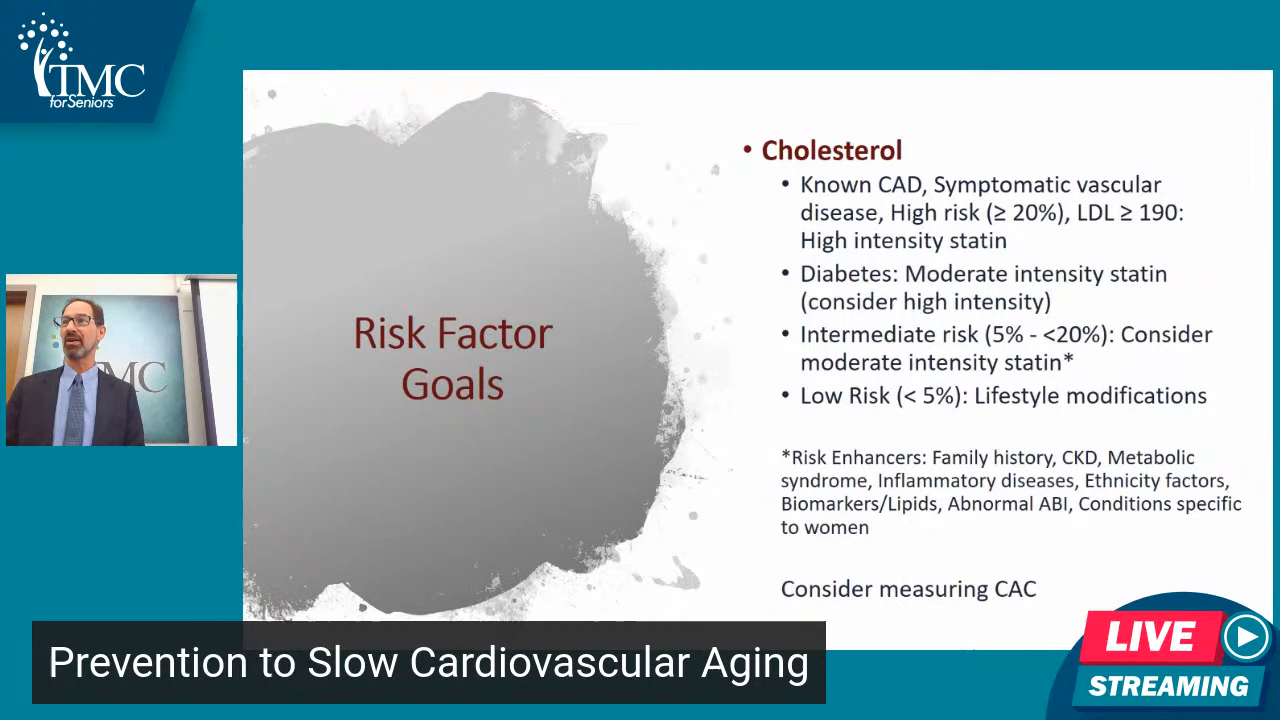 TMC
for Seniors
• Cholesterol
• Known CAD, Symptomatic vascular
disease, High risk (≥ 20%), LDL ≥ 190:
High intensity statin
• Diabetes: Moderate intensity statin
(consider high intensity)
• Intermediate risk (5% - <20%): Consider
moderate intensity statin*
• Low Risk (< 5%): Lifestyle modifications
*Risk Enhancers: Family history, CKD, Metabolic
syndrome, Inflammatory diseases, Ethnicity factors,
Biomarkers/Lipids, Abnormal ABI, Conditions specific
to women
Consider measuring CAC
Risk Factor
Goals
TMC
Prevention to Slow Cardiovascular Aging
LIVE
STREAMING